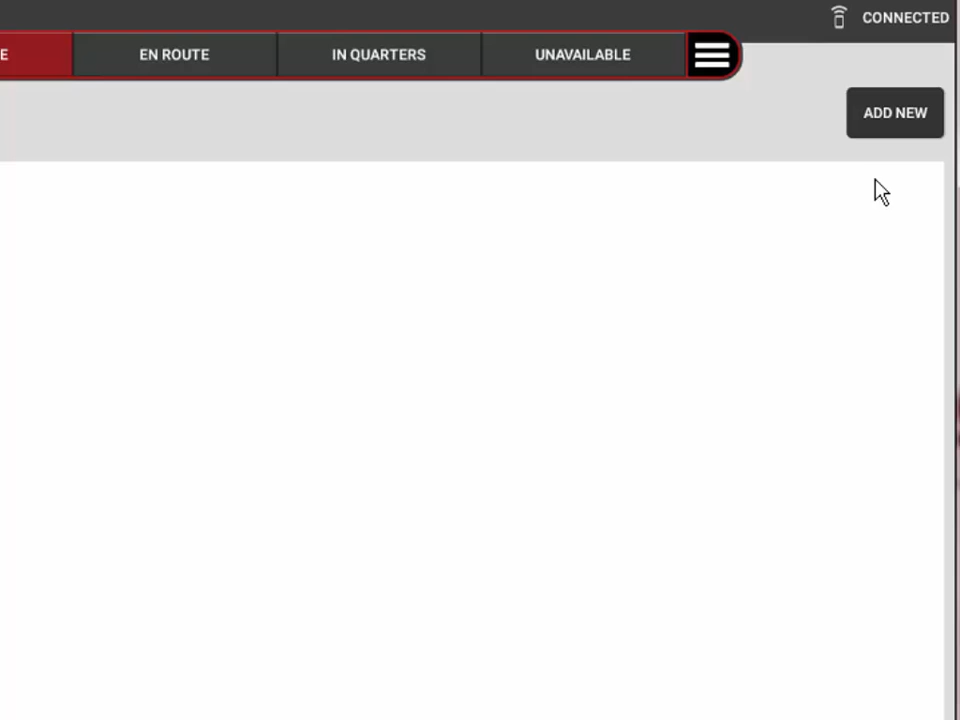 CONNECTED
E
EN ROUTE
IN QUARTERS
UNAVAILABLE
ADD NEW